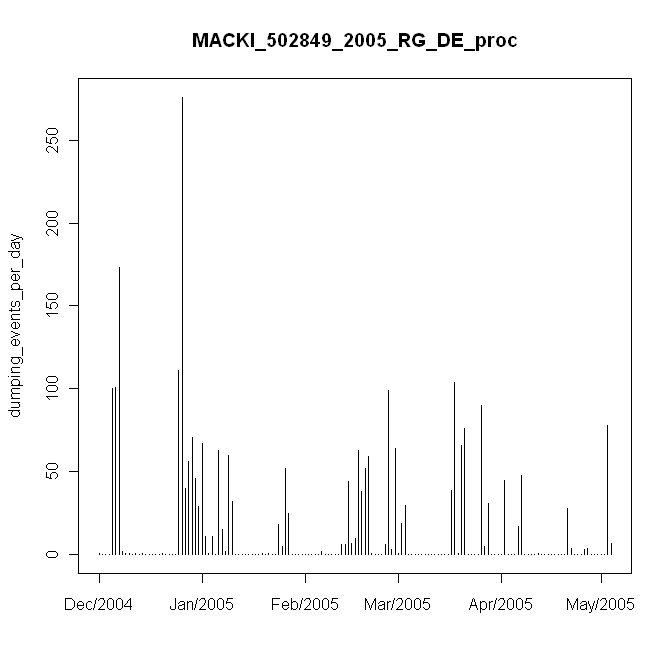 MACKI_502849_2005_RG_DE_proc
dumping_events_per_day
250
200
150
100
50
0
Dec/2004 Jan/2005 Feb/2005 Mar/2005 Apr/2005 May/2005